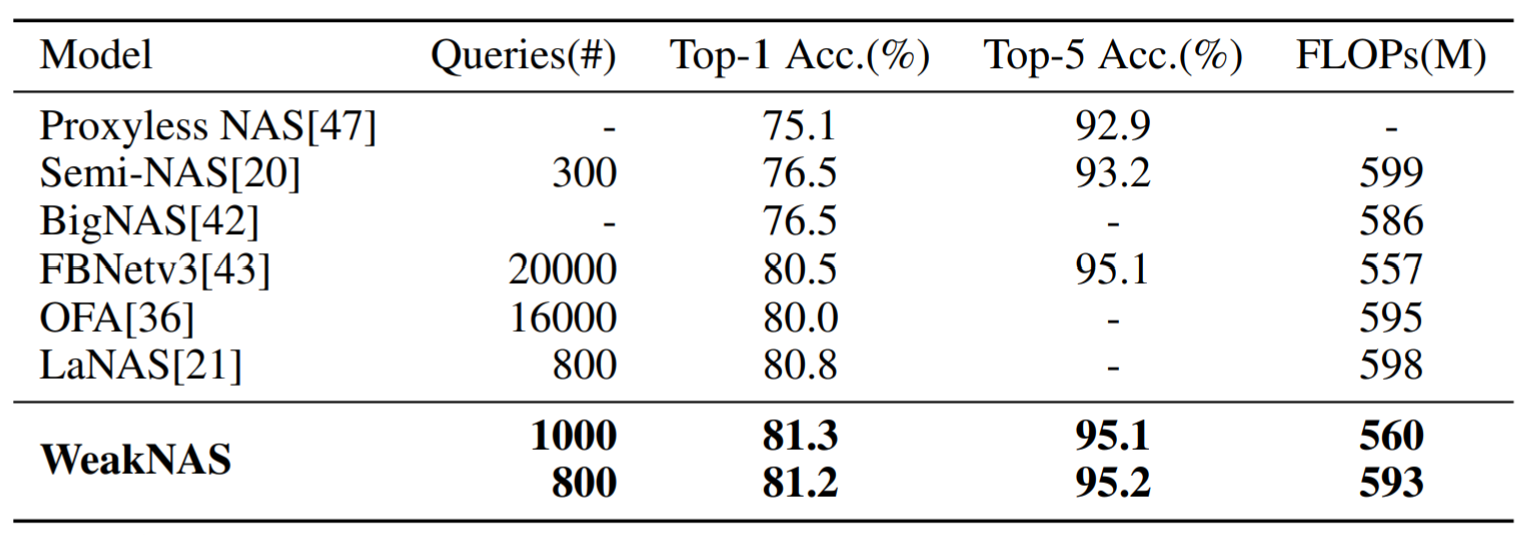 Model Queries(#) Top-1 Acc.(%) Top-5 Acc.(%) FLOPs(M)
Proxyless NAS[47] - 75.1 92.9 -
Semi-NAS[20] 300 76.5 93.2 599
BigNAS[42] - 76.5 - 586
FBNetv3[43] 20000 80.5 95.1 557
OFA[36] 16000 80.0 - 595
LaNAS[21] 800 80.8 - 598
WeakNAS
1000 81.3 95.1 560
800 81.2 95.2 593